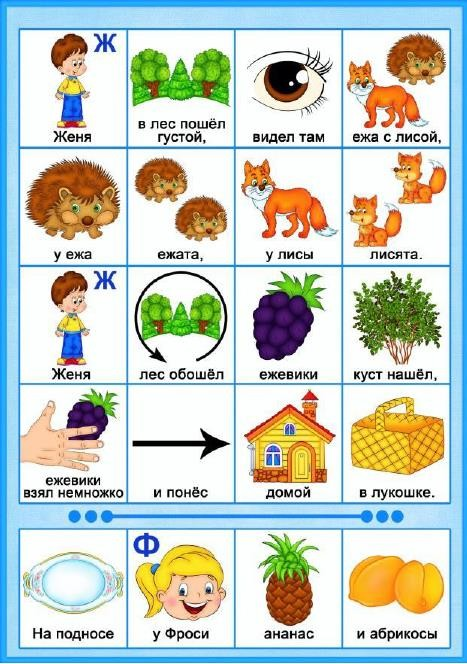 Ж
Женя
в лес пошёл
густой,
видел там
ежа с лисой,
у ежа
ежата,
у лисы
лисята.
Ж
Женя
лес обошёл
ежевики
куст нашёл,
ежевики
взял немножко
и понёс
домой
в лукошке.
Ф
На подносе
у Фроси
ананас
и абрикосы